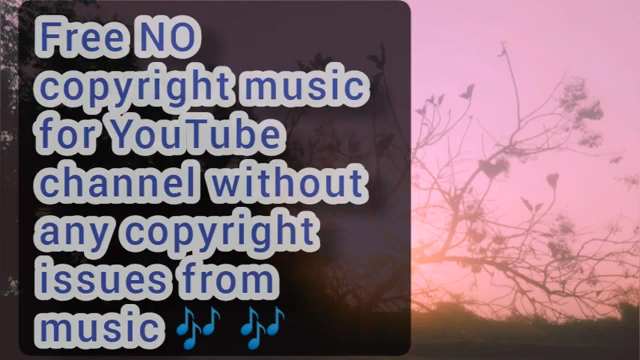 Free NO
copyright music
for YouTube
channel without
any copyright
issues from
music 🎶 🎶